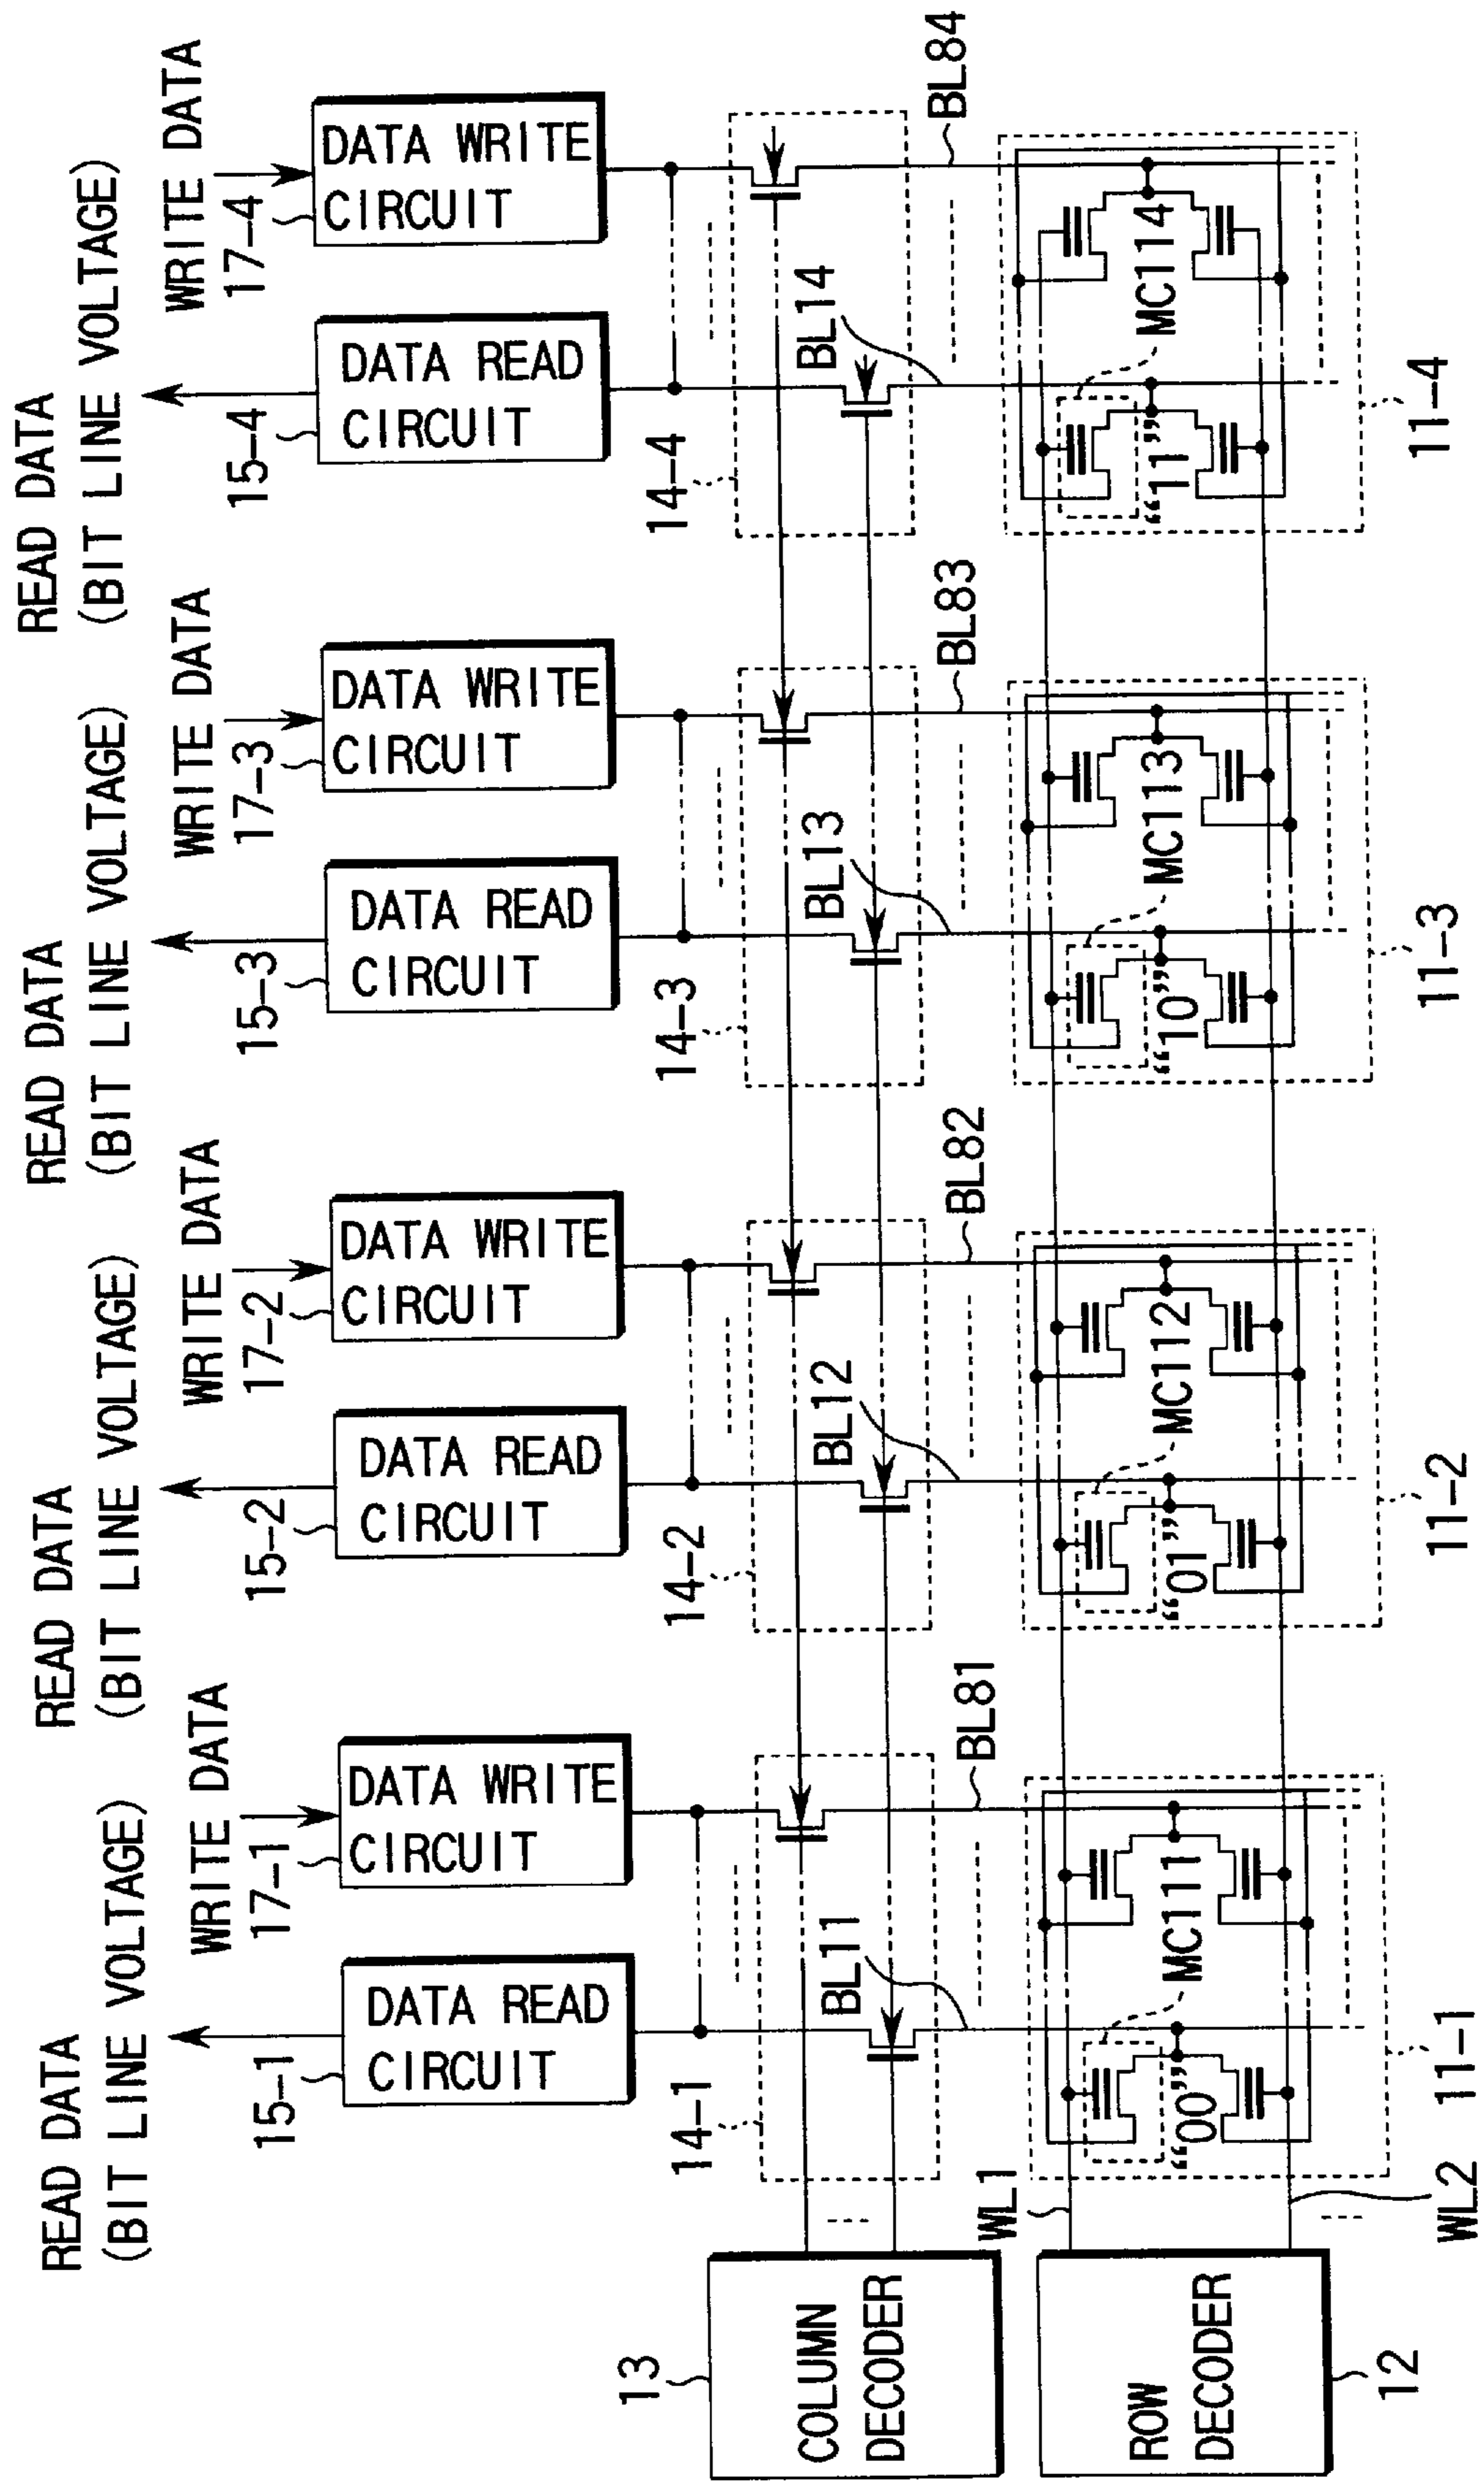 READ DATA
(BIT LINE VOLTAGE)
WRITE DATA
15-1
17-1
DATA READ
CIRCUIT
DATA WRITE
CIRCUIT
READ DATA
(BIT LINE VOLTAGE)
WRITE DATA
15-2
17-2
DATA READ
CIRCUIT
DATA WRITE
CIRCUIT
READ DATA
(BIT LINE VOLTAGE)
WRITE DATA
15-3
17-3
DATA READ
CIRCUIT
DATA WRITE
CIRCUIT
READ DATA
(BIT LINE VOLTAGE)
WRITE DATA
15-4
17-4
DATA READ
CIRCUIT
DATA WRITE
CIRCUIT
13
COLUMN
DECODER
14-1
BL11
BL81
14-2
BL12
BL82
14-3
BL13
BL83
14-4
BL14
BL84
WL1
ROW
DECODER
12
WL2
“00”
MC111
11-1
“01”
MC112
11-2
“10”
MC113
11-3
“11”
MC114
11-4